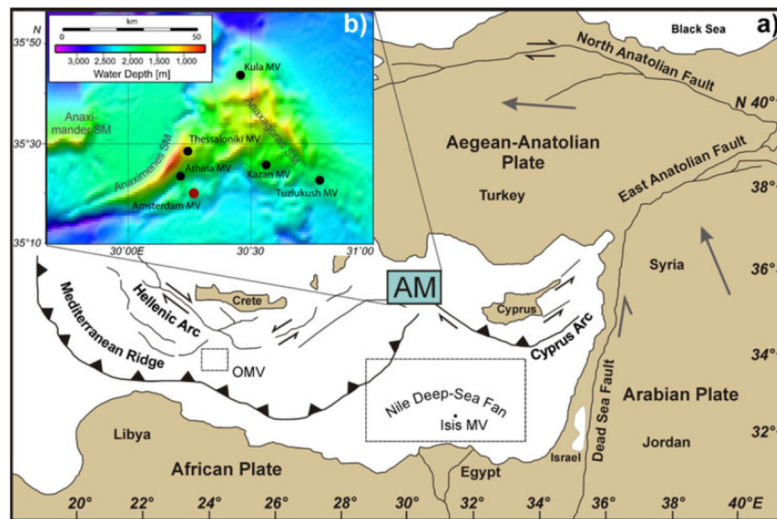 b)
a)
N
km
0 50
3,000 2,000 1,000
Water Depth [m]
35°50
35°30
35°10
30°00'E
30°30
31°00
Kula MV
Anaxi-
mander SM
Anaximenes SM
Anaxagoras SM
Thessaloniki MV
Athina MV
Amsterdam MV
Kazan MV
Tuzlukush MV
Black Sea
North Anatolian Fault
N 40°
Aegean-Anatolian
Plate
Turkey
East Anatolian Fault
38°
Syria
36°
AM
Crete
Cyprus
Hellenic Arc
Mediterranean Ridge
OMV
Cyprus Arc
34°
Nile Deep-Sea Fan
Isis MV
Dead Sea Fault
Arabian Plate
32°
Libya
Israel
Jordan
African Plate
Egypt
20° 22° 24° 26° 28° 30° 32° 34° 35° 36° 38° 40°E